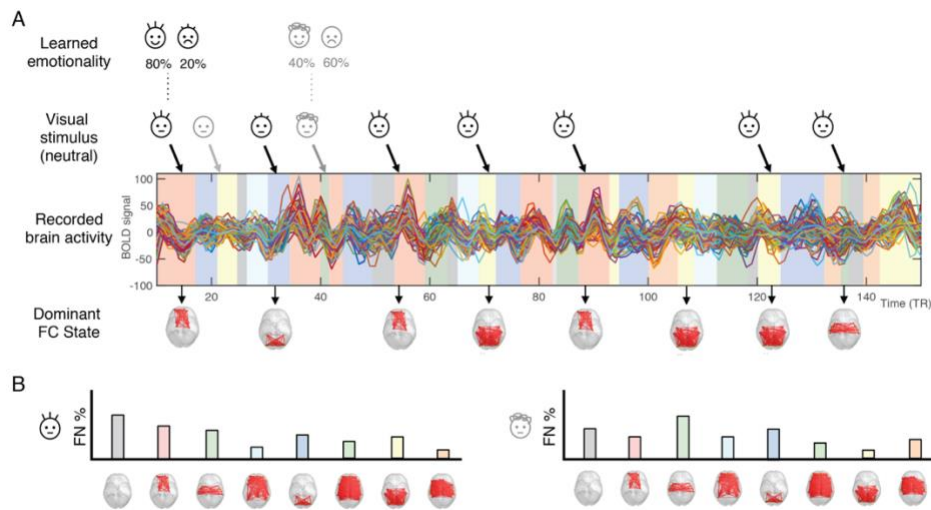 A
Learned
emotionality
80% 20%
40% 60%
Visual
stimulus
(neutral)
Recorded
brain activity
BOLD signal
100
50
0
-50
-100
20 40 60 80 100 120 140 Time (TR)
Dominant
FC State
B
FN %
FN %